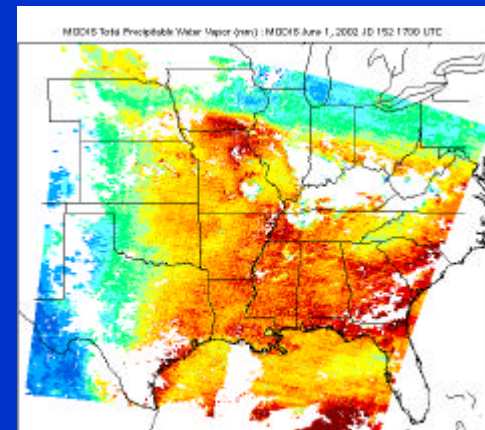 MODIS Total Precipitable Water Vapor (mm) : MODIS June 1, 2002 JD 152 1700 UTC